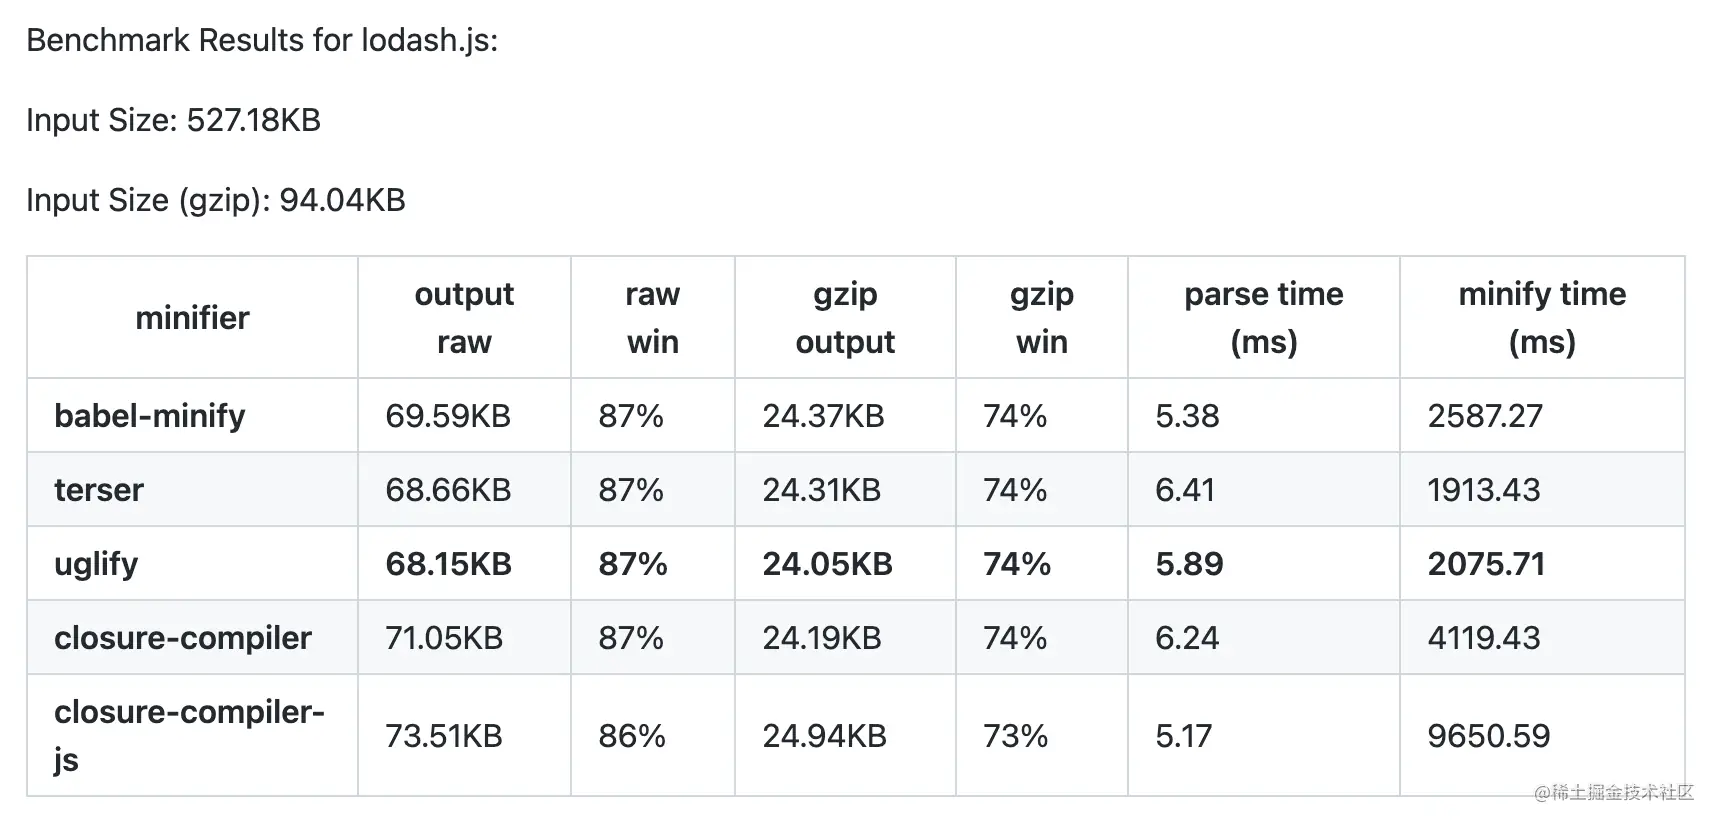 Benchmark Results for lodash.js:
Input Size: 527.18KB
Input Size (gzip): 94.04KB
minifier output raw raw win gzip output gzip win parse time (ms) minify time (ms)
babel-minify 69.59KB 87% 24.37KB 74% 5.38 2587.27
terser 68.66KB 87% 24.31KB 74% 6.41 1913.43
uglify 68.15KB 87% 24.05KB 74% 5.89 2075.71
closure-compiler 71.05KB 87% 24.19KB 74% 6.24 4119.43
closure-compiler-js 73.51KB 86% 24.94KB 73% 5.17 9650.59
@稀土掘金技术社区